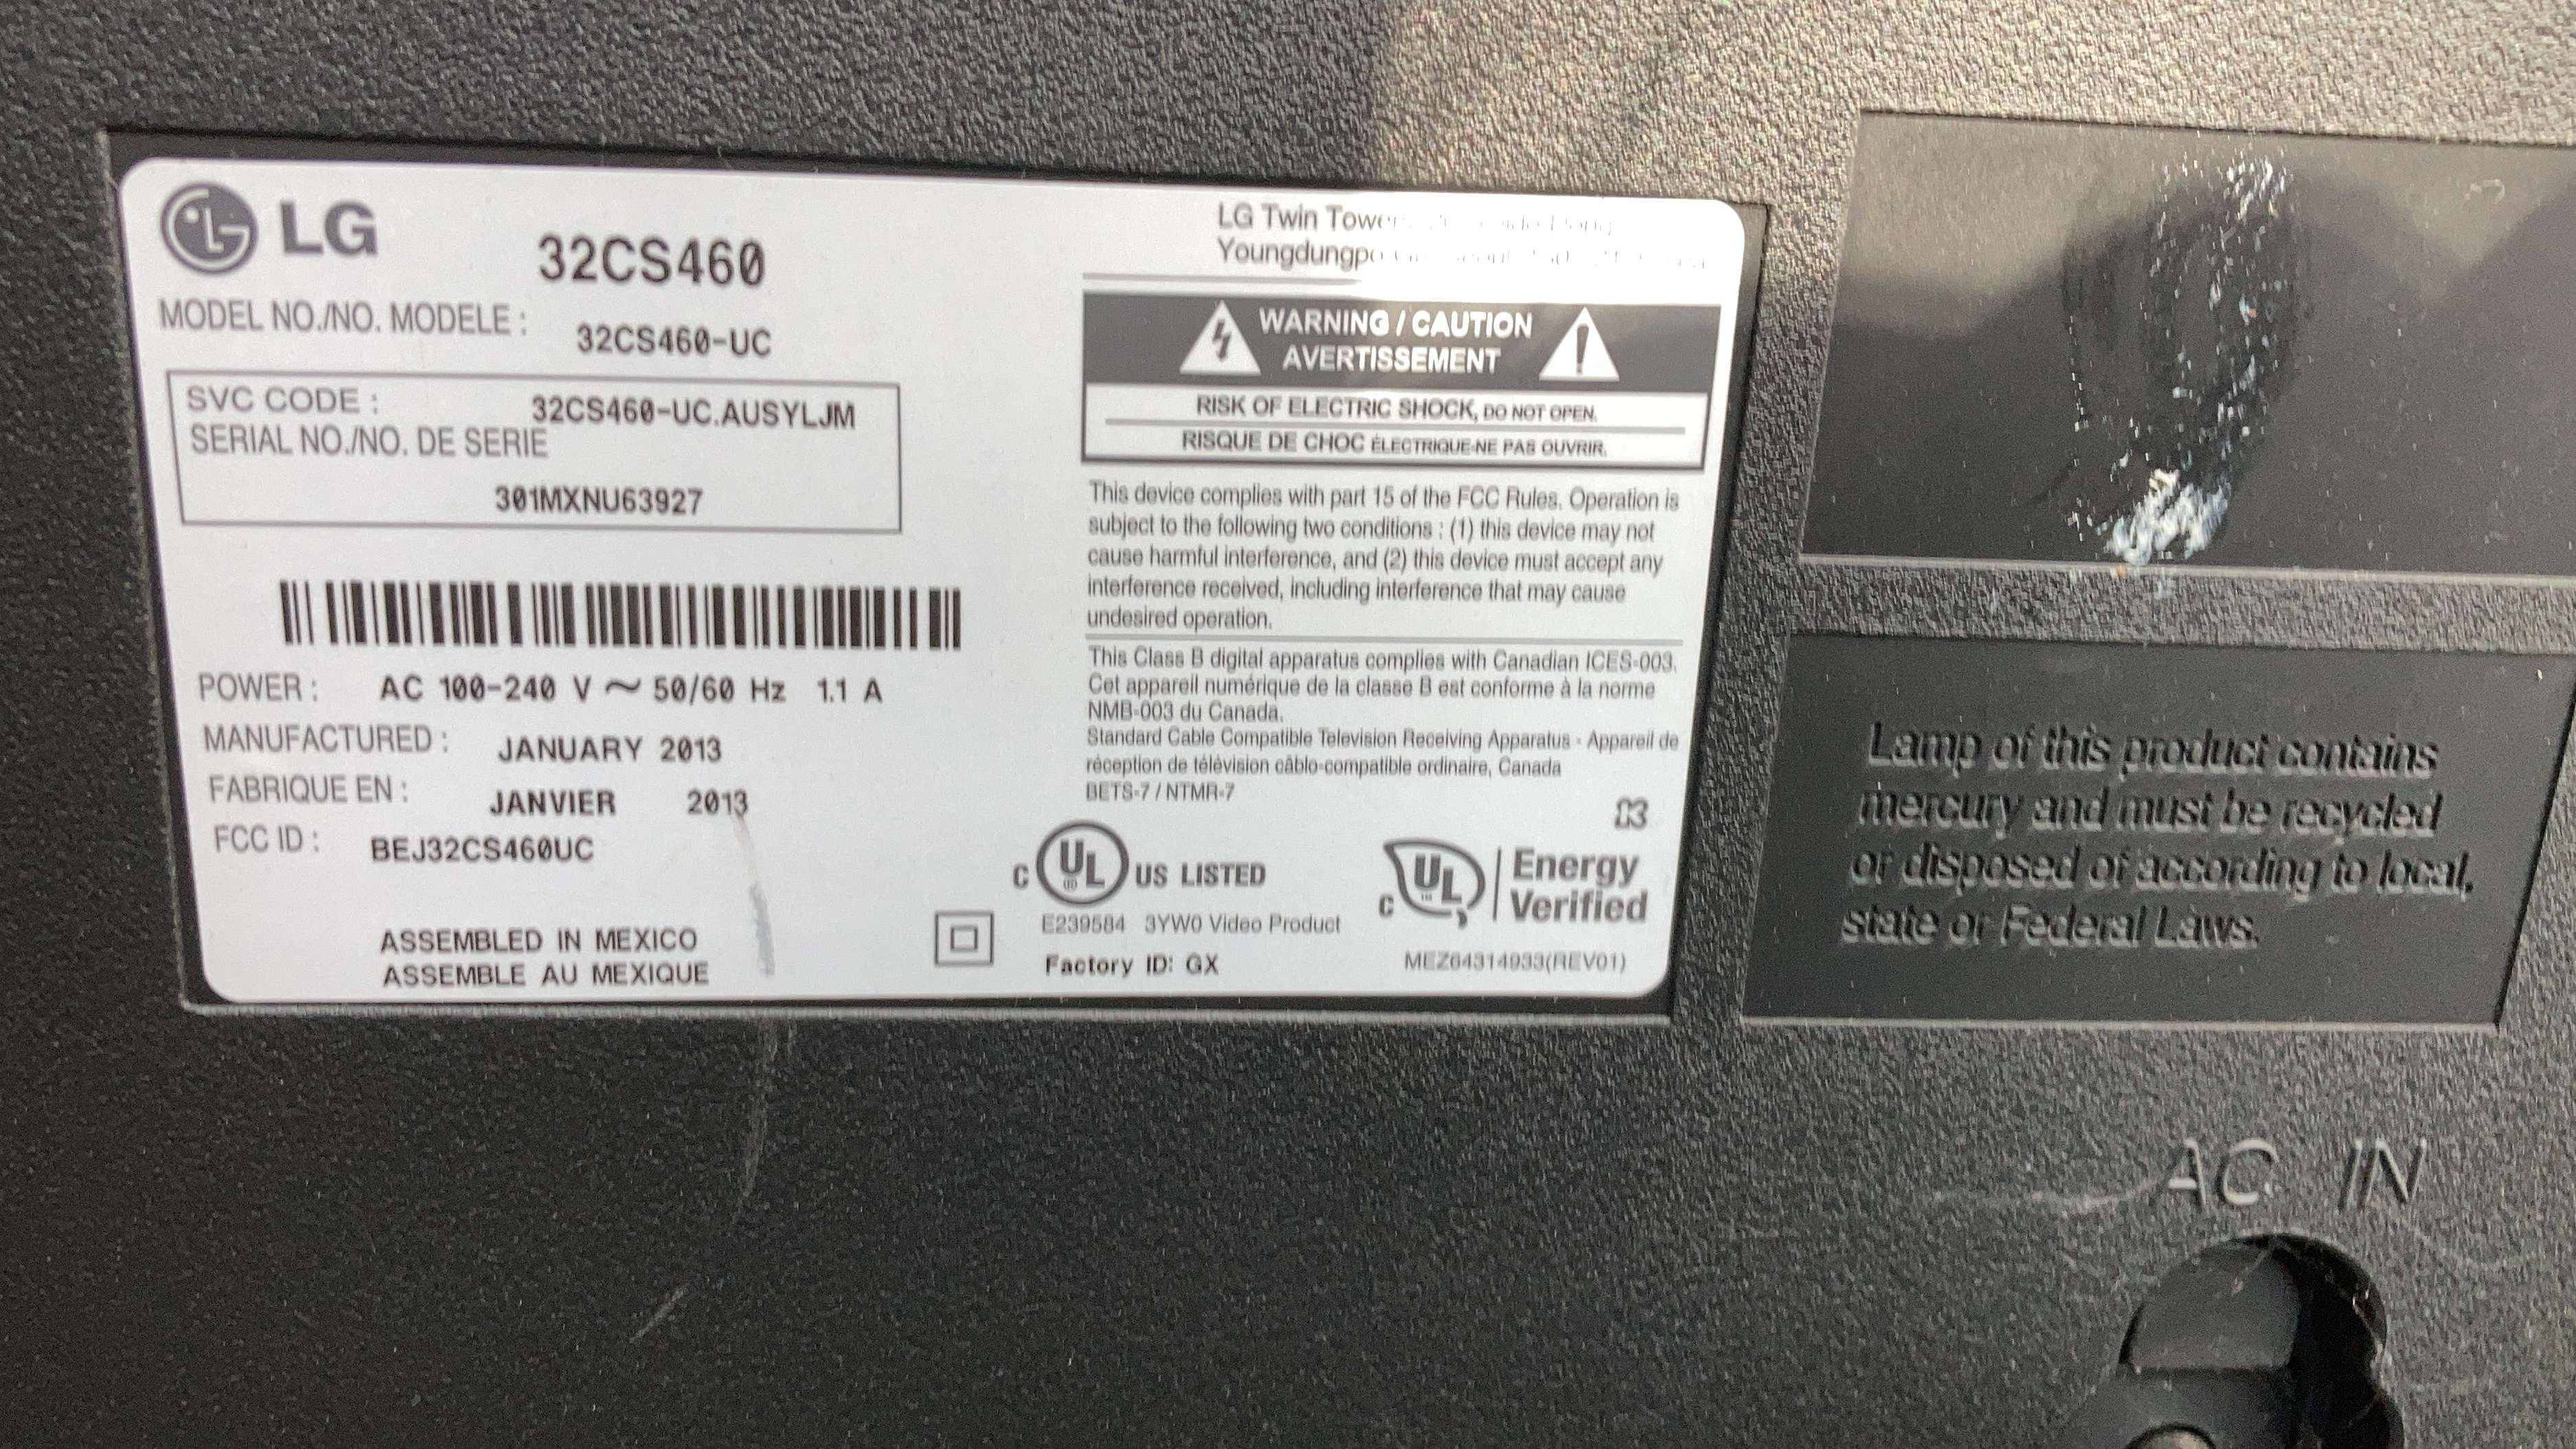 LG
32CS460
MODEL NO./NO. MODELE : 32CS460-UC
SVC CODE : 32CS460-UC.AUSYLJM
SERIAL NO./NO. DE SERIE
301MXNU63927
POWER : AC 100-240 V ~ 50/60 Hz 1.1 A
MANUFACTURED : JANUARY 2013
FABRIQUE EN : JANVIER 2013
FCC ID : BEJ32CS460UC
ASSEMBLED IN MEXICO
ASSEMBLE AU MEXIQUE
LG Twin
WARNING / CAUTION
AVERTISSEMENT
RISK OF ELECTRIC SHOCK, DO NOT OPEN.
RISQUE DE CHOC ÉLECTRIQUE-NE PAS OUVRIR.
This device complies with part 15 of the FCC Rules. Operation is
subject to the following two conditions : (1) this device may not
cause harmful interference, and (2) this device must accept any
interference received, including interference that may cause
undesired operation.
This Class B digital apparatus complies with Canadian ICES-003.
Cet appareil numérique de la classe B est conforme à la norme
NMB-003 du Canada.
Standard Cable Compatible Television Receiving Apparatus - Appareil de
réception de télévision câblo-compatible ordinaire, Canada
BETS-7 / NTMR-7
C UL US LISTED
E239584 3YW0 Video Product
Factory ID: GX
C UL Energy
Verified
MEZ64314933(REV01)
Lamp of this product contains
mercury and must be recycled
or disposed of according to local,
state or Federal Laws.
AC IN